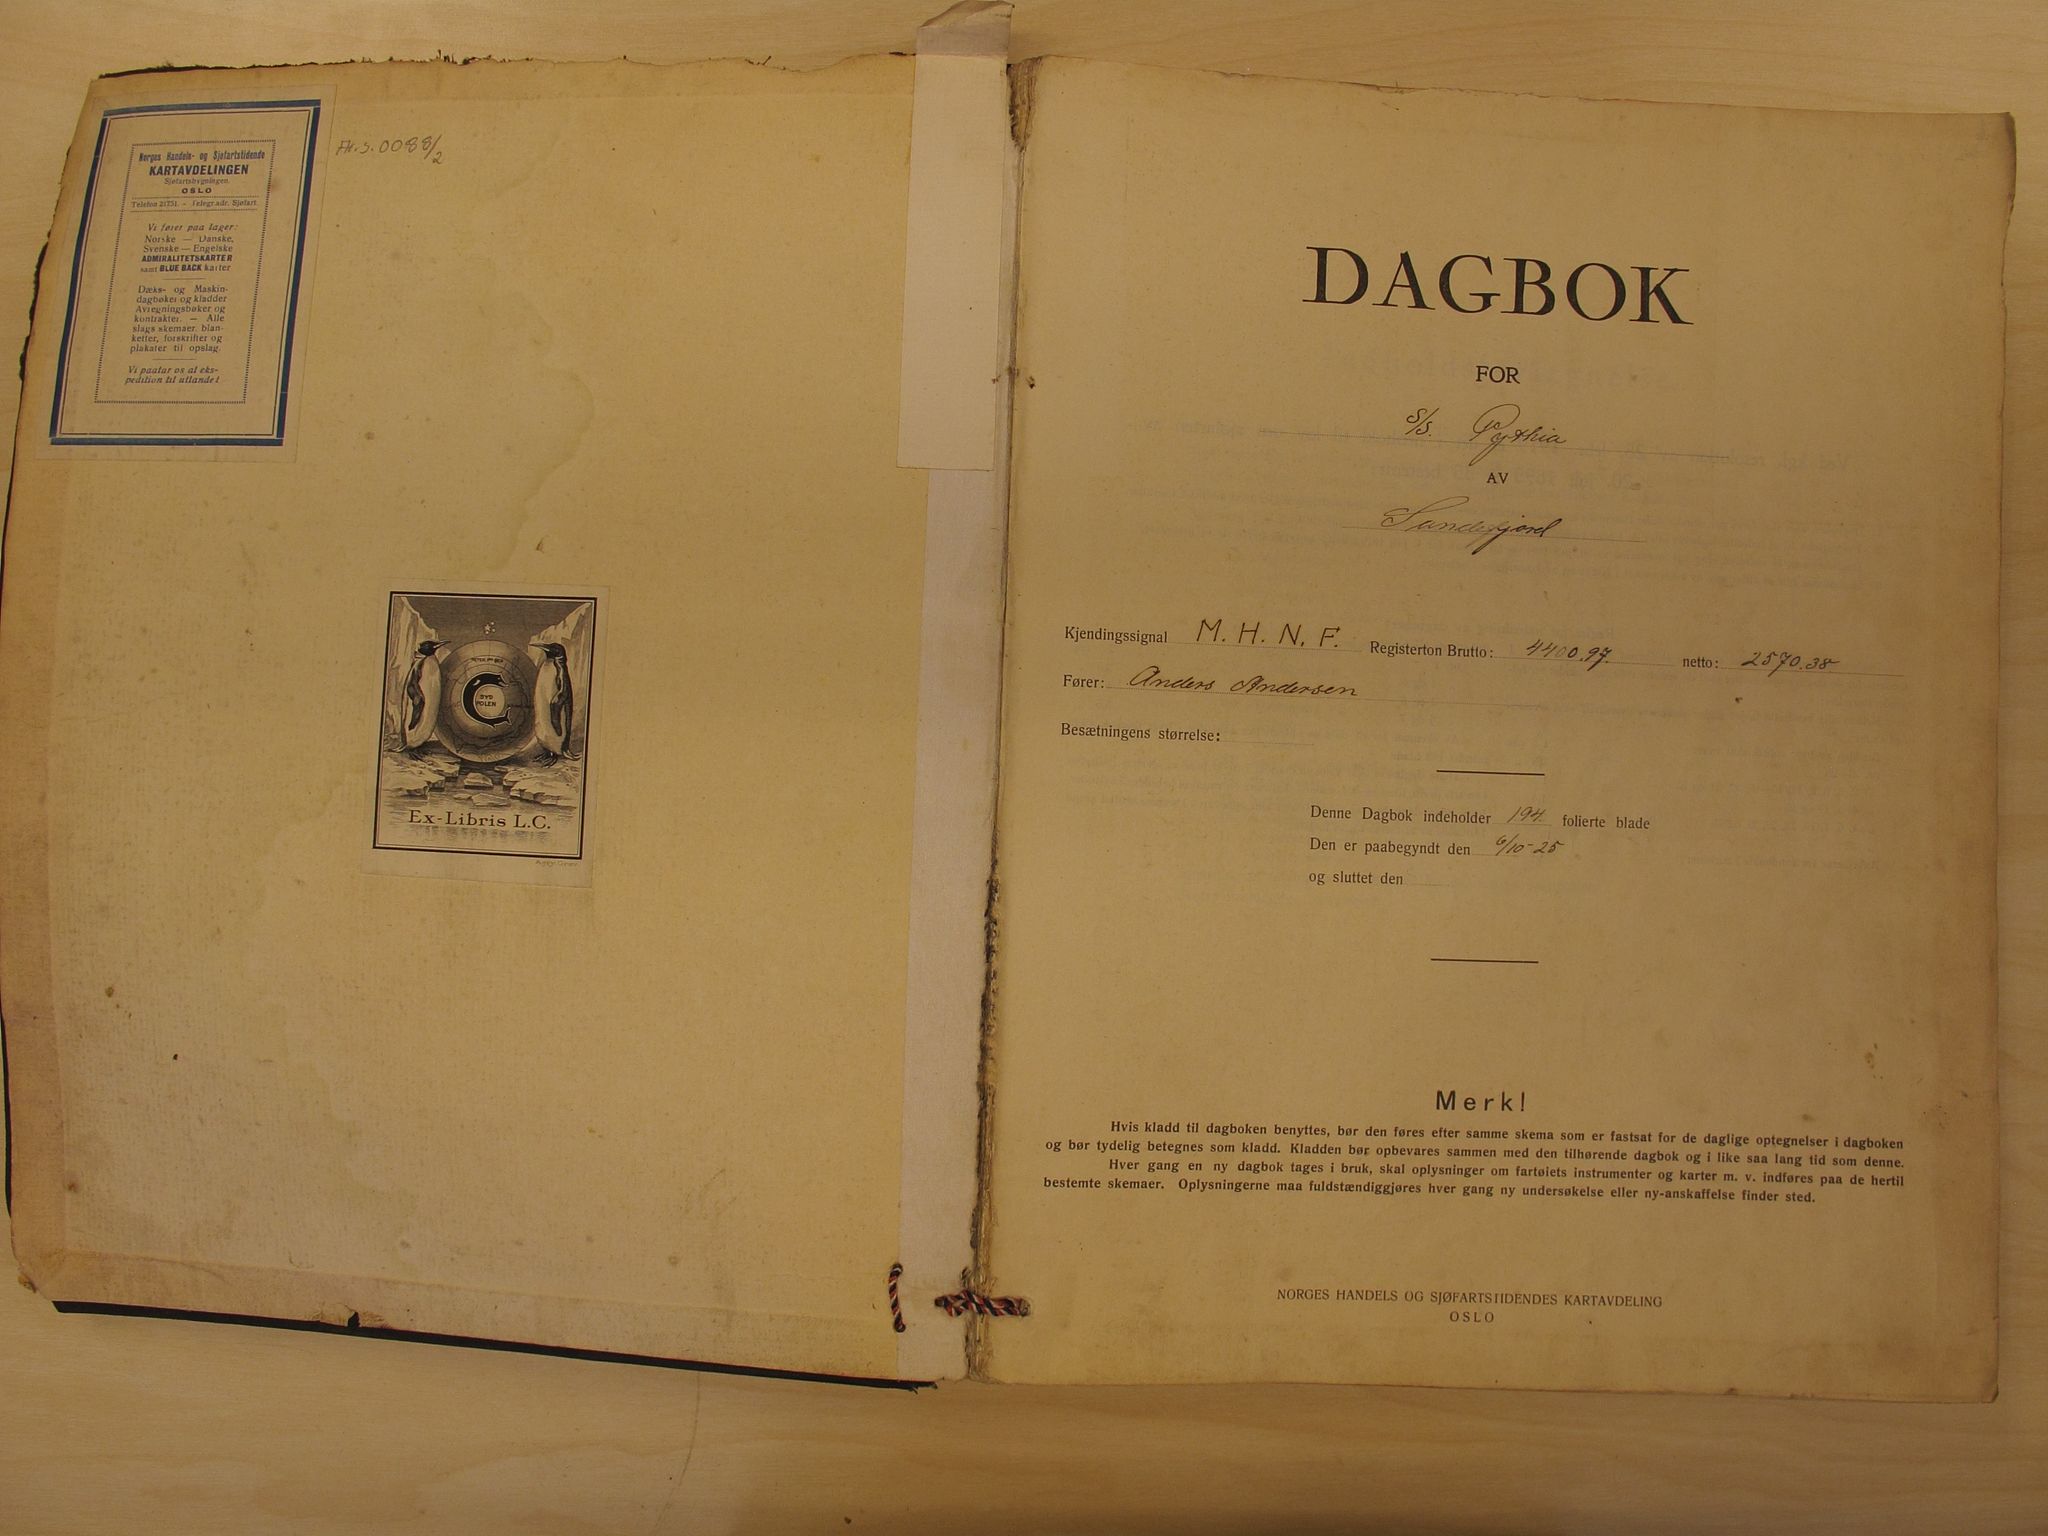 Norges Handels- og Sjøfartstidende
KARTAVDELINGEN
Sjøfartsbygningen.
OSLO
Telefon 21751. - Telegr.adr. Sjøfart.
Vi fører paa lager:
Norske — Danske,
Svenske — Engelske
ADMIRALITETSKARTER
samt BLUE BACK karter
Dæks- og Maskin-
dagbøker og kladder
Avregningsbøker og
kontrakter. — Alle
slags skemaer, blan-
ketter, forskrifter og
plakater til opslag.
Vi paatar os al eks-
pedition til utlandet
0088/2
SYD
POLEN
Ex-Libris L.C.
DAGBOK
FOR
S/S. Pythia
AV
Sandefjord
Kjendingssignal M. H. N. F. Registerton Brutto: 4400.97. netto: 2570.38
Fører: Anders Andersen
Besætningens størrelse:
Denne Dagbok indeholder 194. folierte blade
Den er paabegyndt den 6/10-25
og sluttet den
Merk!
Hvis kladd til dagboken benyttes, bør den føres efter samme skema som er fastsat for de daglige optegnelser i dagboken
og bør tydelig betegnes som kladd. Kladden bør opbevares sammen med den tilhørende dagbok og i like saa lang tid som denne.
Hver gang en ny dagbok tages i bruk, skal oplysninger om fartøiets instrumenter og karter m. v. indføres paa de hertil
bestemte skemaer. Oplysningerne maa fuldstændiggjøres hver gang ny undersøkelse eller ny-anskaffelse finder sted.
NORGES HANDELS OG SJØFARTSTIDENDES KARTAVDELING
OSLO